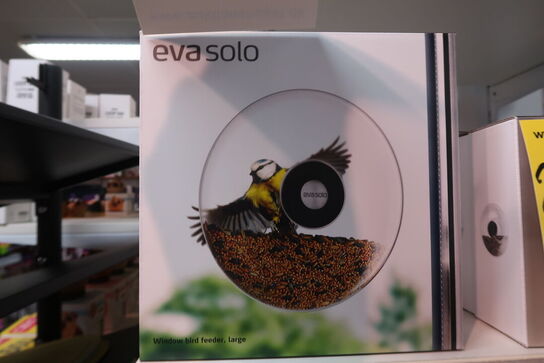 eva solo
eva solo
Window bird feeder, large
W